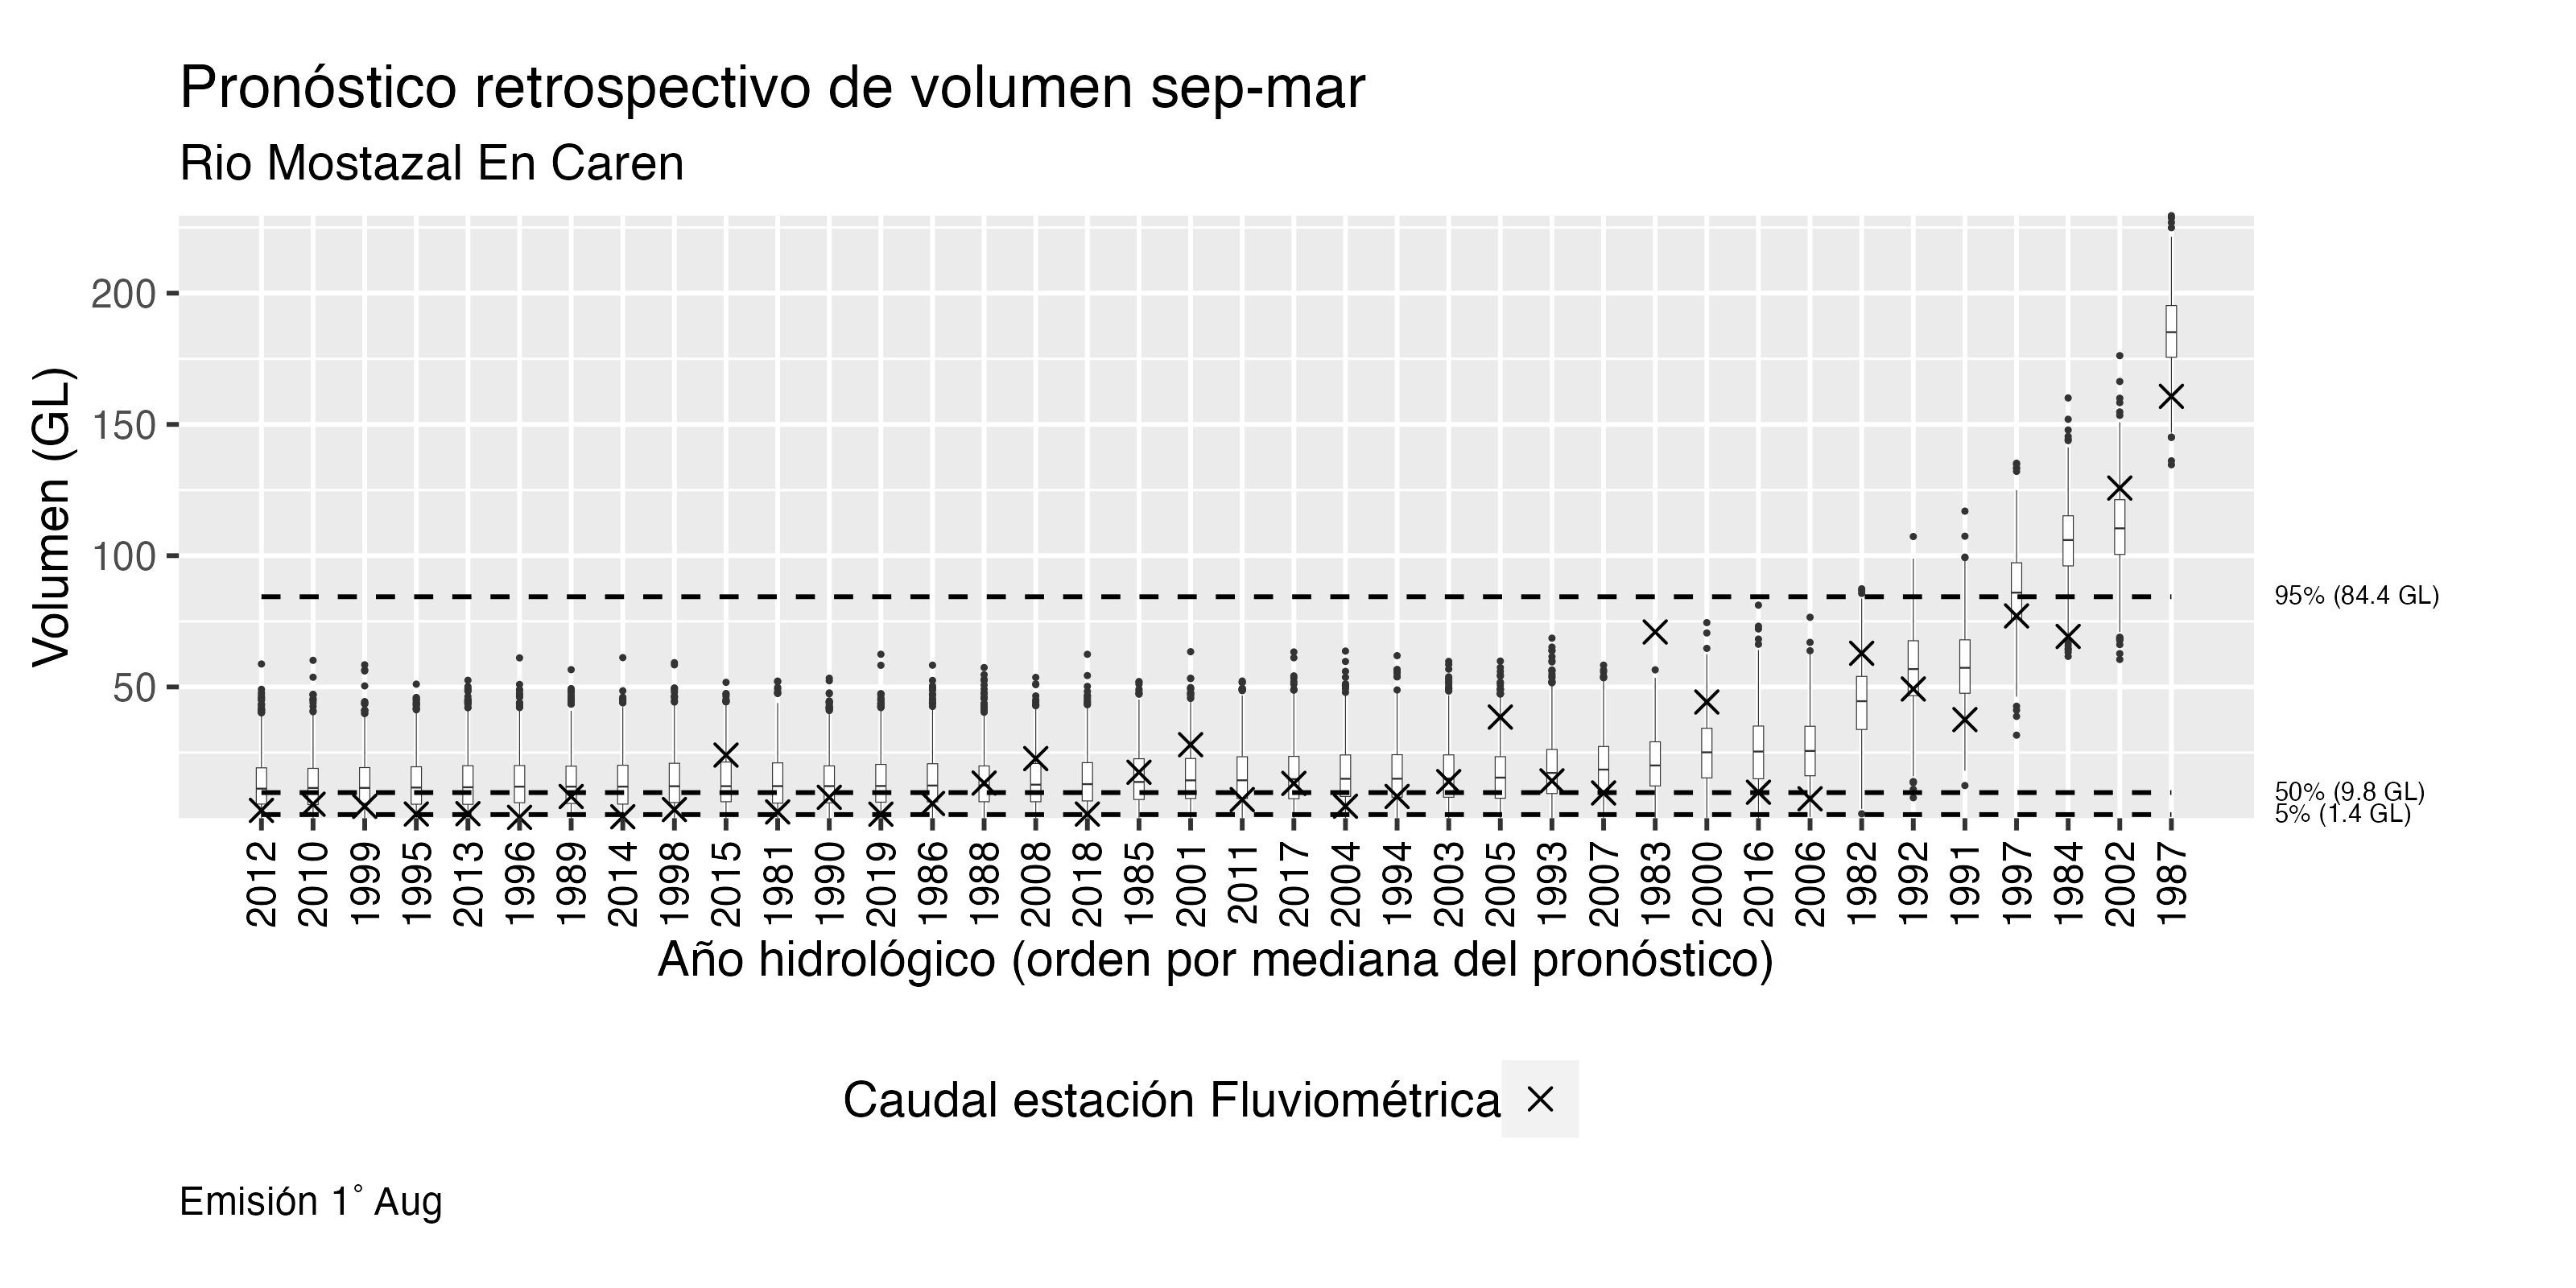 Pronóstico retrospectivo de volumen sep-mar
Rio Mostazal En Caren
Volumen (GL)
200
150
100
50
95% (84.4 GL)
50% (9.8 GL)
5% (1.4 GL)
2012 2010 1999 1995 2013 1996 1989 2014 1998 2015 1981 1990 2019 1986 1988 2008 2018 1985 2001 2011 2017 2004 1994 2003 2005 1993 2007 1983 2000 2016 2006 1982 1992 1991 1997 1984 2002 1987
Año hidrológico (orden por mediana del pronóstico)
Caudal estación Fluviométrica
Emisión 1° Aug